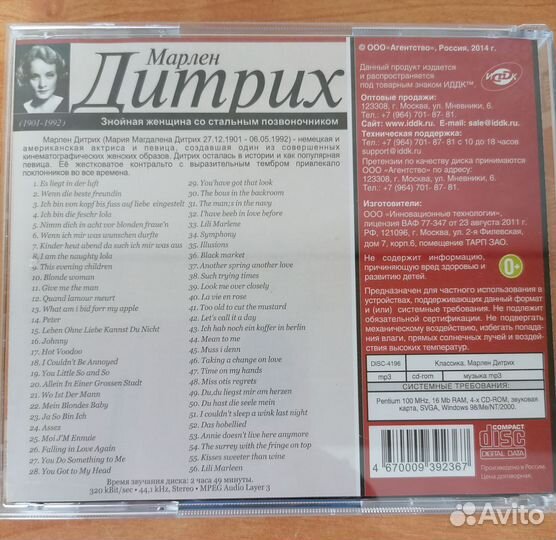 Марлен
Дитрих
(1901-1992)
Знойная женщина со стальным позвоночником
Марлен Дитрих (Мария Магдалена Дитрих 27.12.1901 - 06.05.1992) - немецкая и
американская актриса и певица, создавшая один из совершенных
кинематографических женских образов. Дитрих осталась в истории и как популярная
певица. Её жестковатое контральто с выразительным тембром привлекало
поклонников во все времена.
1. Es liegt in der luft
2. Wenn die beste freundin
3. Ich bin von kopf bis fuss auf liebe eingestelt
4. Ich bin die feschr lola
5. Nimm dich in acht vor blonden fraue'n
6. Wenn ich mir was wunschen durfte
7. Kinder heut abend da such ich mir was aus
8. I am the naughty lola
9. This evening children
10. Blonde woman
11. Give me the man
12. Quand lamour meurt
13. What am i bid forr my apple
14. Peter
15. Leben Ohne Liebe Kannst Du Nicht
16. Johnny
17. Hot Voodoo
18. I Couldn't Be Annoyed
19. You Little So and So
20. Allein In Einer Grossen Stadt
21. Wo Ist Der Mann
22. Mein Blondes Baby
23. Ja So Bin Ich
24. Assez
25. Moi J'M Ennuie
26. Falling in Love Again
27. You Do Something to Me
28. You Got to My Head
29. You have got that look
30. The bous in the backroom
31. The man;s in the navy
32. I have beeb in love before
33. Lili Marlene
34. Symphony
35. Illusions
36. Black market
37. Another spring another love
38. Such trying times
39. Look me over closely
40. La vie en rose
41. Too old to cut the mustard
42. Let's call it a day
43. Ich hab noch ein koffer in berlin
44. Mean to me
45. Muss i denn
46. Taking a change on love
47. Time on my hands
48. Miss otis regrets
49. Du,du liegst mir am herzen
50. Du hast die seele mein
51. I couldn't sleep a wink last night
52. Das hobellied
53. Annie doesn't live here anymore
54. The surrey with the fringe on top
55. Kisses sweeter than wine
56. Lili Marleen
Время звучания диска: 2 часа 49 минут.
320 kBit/sec • 44,1 kHz, Stereo • MPEG Audio Layer 3
© ООО«Агентство», Россия, 2014 г.
Данный продукт издается
и распространяется
под товарным знаком ИДДК™
ИДДК
Оптовые продажи:
123308, г. Москва, ул. Мневники, 6.
Тел.: +7 (964) 701- 87- 81.
Сайт: www.iddk.ru. E-mail: sale@iddk.ru
Техническая поддержка:
Тел.: +7 (964) 701- 87- 81 с 10 до 18 часов
support@iddk.ru
Претензии по качеству диска принимаются
ООО «Агентство» по адресу:
123308, г. Москва, ул. Мневники, 6.
Тел.: +7 (964) 701- 87- 81.
Изготовители:
ООО «Инновационные технологии»,
лицензия ВАФ 77-347 от 23 августа 2011 г.
РФ, 121096, г. Москва, ул. 2-я Филевская,
дом 7, корп.6, помещение ТАРП ЗАО.
Не содержит информацию,
причиняющую вред здоровью и
развитию детей.
0+
Предназначен для частного использования в
устройствах, поддерживающих данный формат
и (или) системные требования. Не подлежит
обязательной сертификации. Не подвергать
механическому воздействию, избегать попада-
ния влаги, прямых солнечных лучей и воздей-
ствия высоких температур.
DISC-4196 Классика. Марлен Дитрих
mp3 cd-rom музыка mp3
СИСТЕМНЫЕ ТРЕБОВАНИЯ:
Pentium 100 MHz, 16 Mb RAM, 4-x CD-ROM, звуковая
карта, SVGA, Windows 98/Me/NT/2000.
4 670009 392367
COMPACT
disc
DIGITAL DATA
Произведено в России.
Цена договорная.
Avito